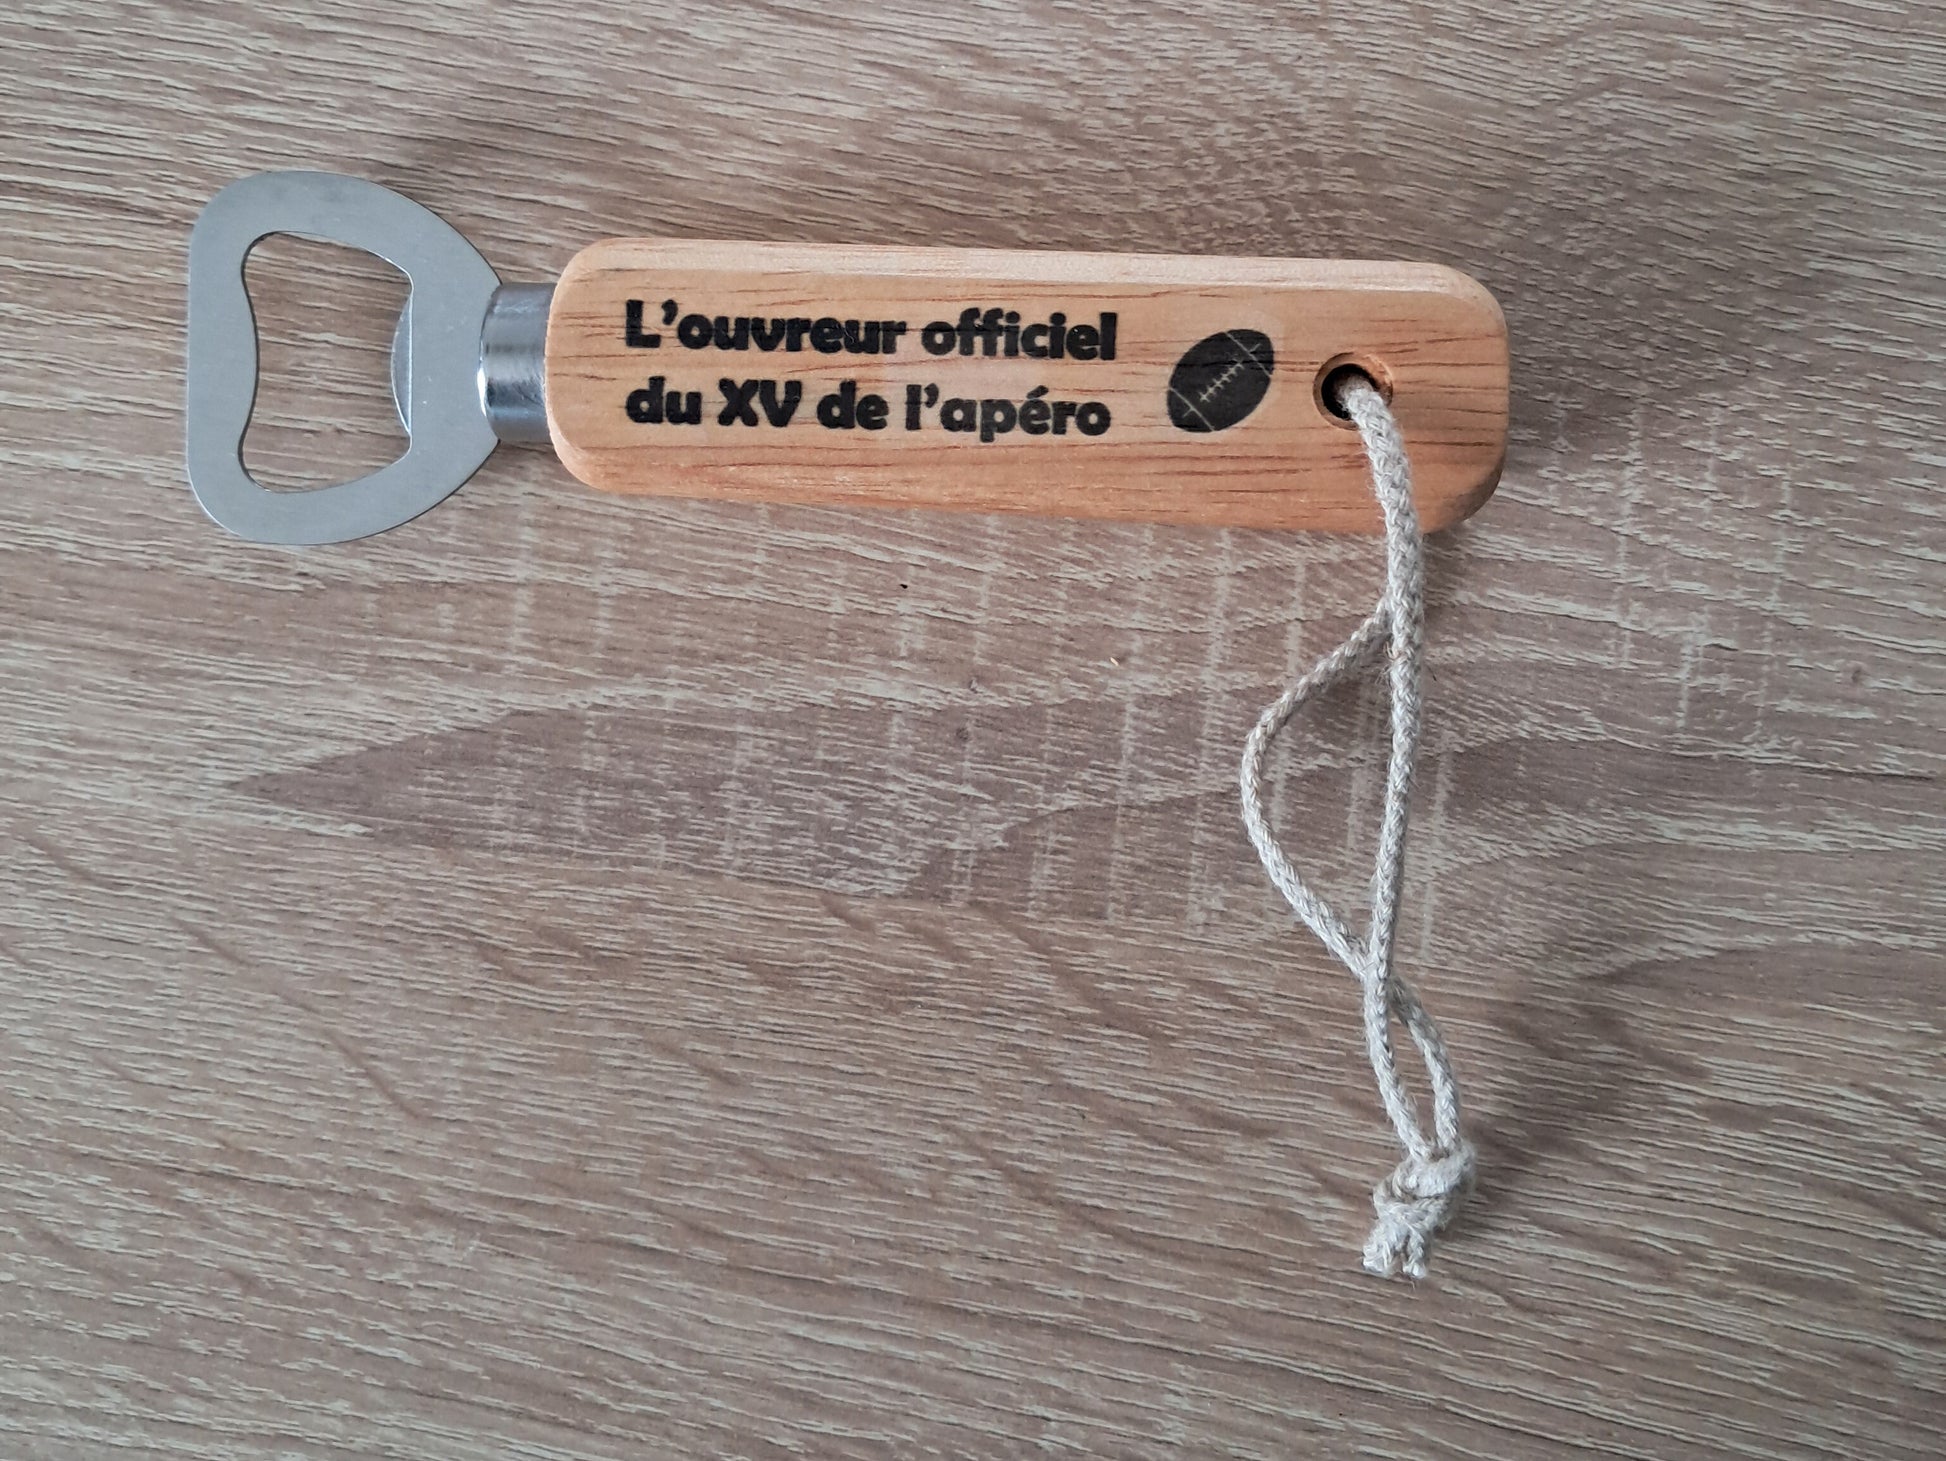 L'ouvreur officiel
du XV de l'apéro